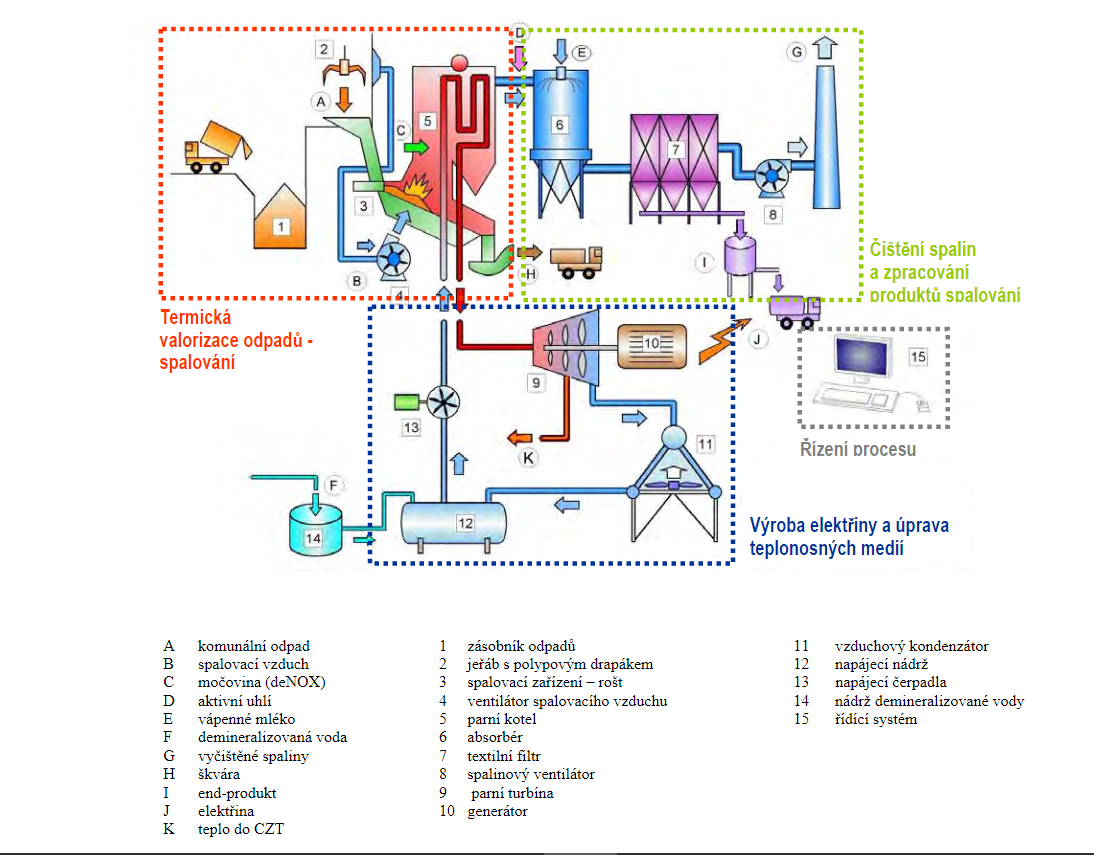 D
2
E
G
A
C
5
6
7
3
8
1
B
H
I
4
Čištění spalin
a zpracování
produktů spalování
Termická
valorizace odpadů -
spalování
J
10
15
9
13
11
K
Řízení procesu
F
12
14
Výroba elektřiny a úprava
teplonosných medií
A komunální odpad
B spalovací vzduch
C močovina (deNOX)
D aktivní uhlí
E vápenné mléko
F demineralizovaná voda
G vyčištěné spaliny
H škvára
I end-produkt
J elektřina
K teplo do CZT
1 zásobník odpadů
2 jeřáb s polypovým drapákem
3 spalovací zařízení – rošt
4 ventilátor spalovacího vzduchu
5 parní kotel
6 absorbér
7 textilní filtr
8 spalinový ventilátor
9 parní turbína
10 generátor
11 vzduchový kondenzátor
12 napájecí nádrž
13 napájecí čerpadla
14 nádrž demineralizované vody
15 řídící systém